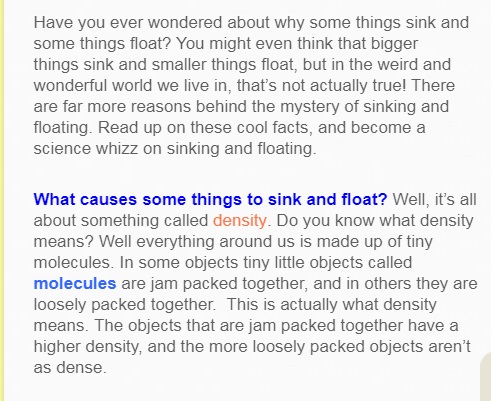 Have you ever wondered about why some things sink and
some things float? You might even think that bigger
things sink and smaller things float, but in the weird and
wonderful world we live in, that's not actually true! There
are far more reasons behind the mystery of sinking and
floating. Read up on these cool facts, and become a
science whizz on sinking and floating.
What causes some things to sink and float? Well, it's all
about something called density. Do you know what density
means? Well everything around us is made up of tiny
molecules. In some objects tiny little objects called
molecules are jam packed together, and in others they are
loosely packed together.  This is actually what density
means. The objects that are jam packed together have a
higher density, and the more loosely packed objects aren't
as dense.